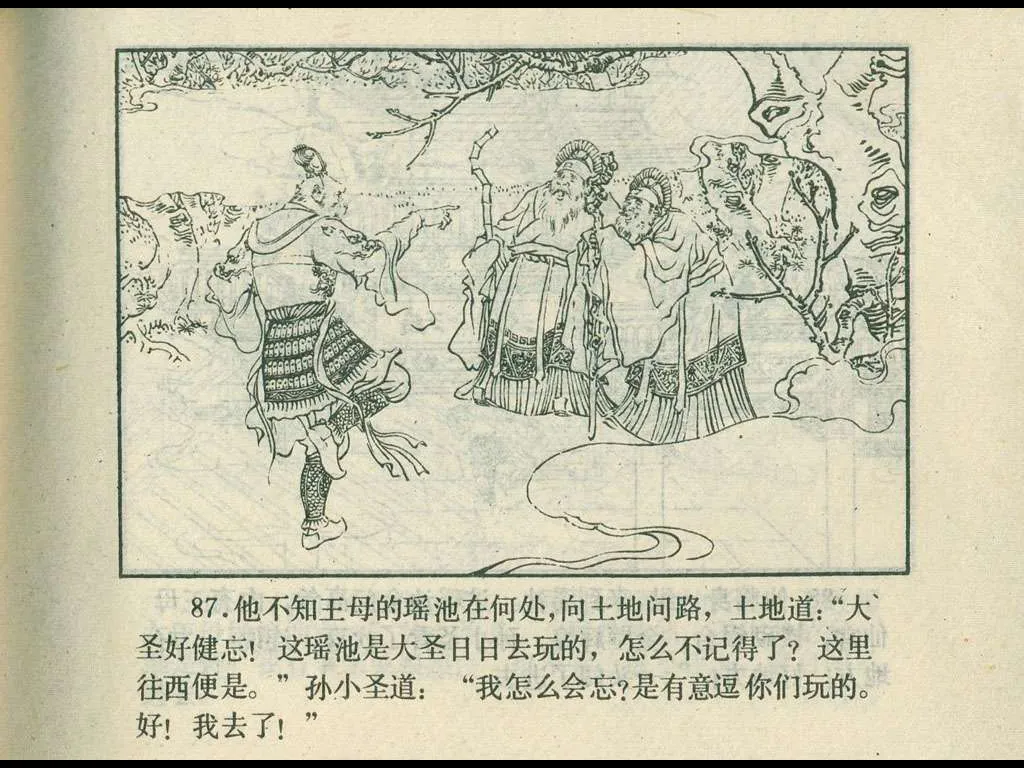 87.他不知王母的瑶池在何处,向土地问路，土地道:“大
圣好健忘！这瑶池是大圣日日去玩的，怎么不记得了？这里
往西便是。”孙小圣道：“我怎么会忘?是有意逗你们玩的。
好！我去了！”